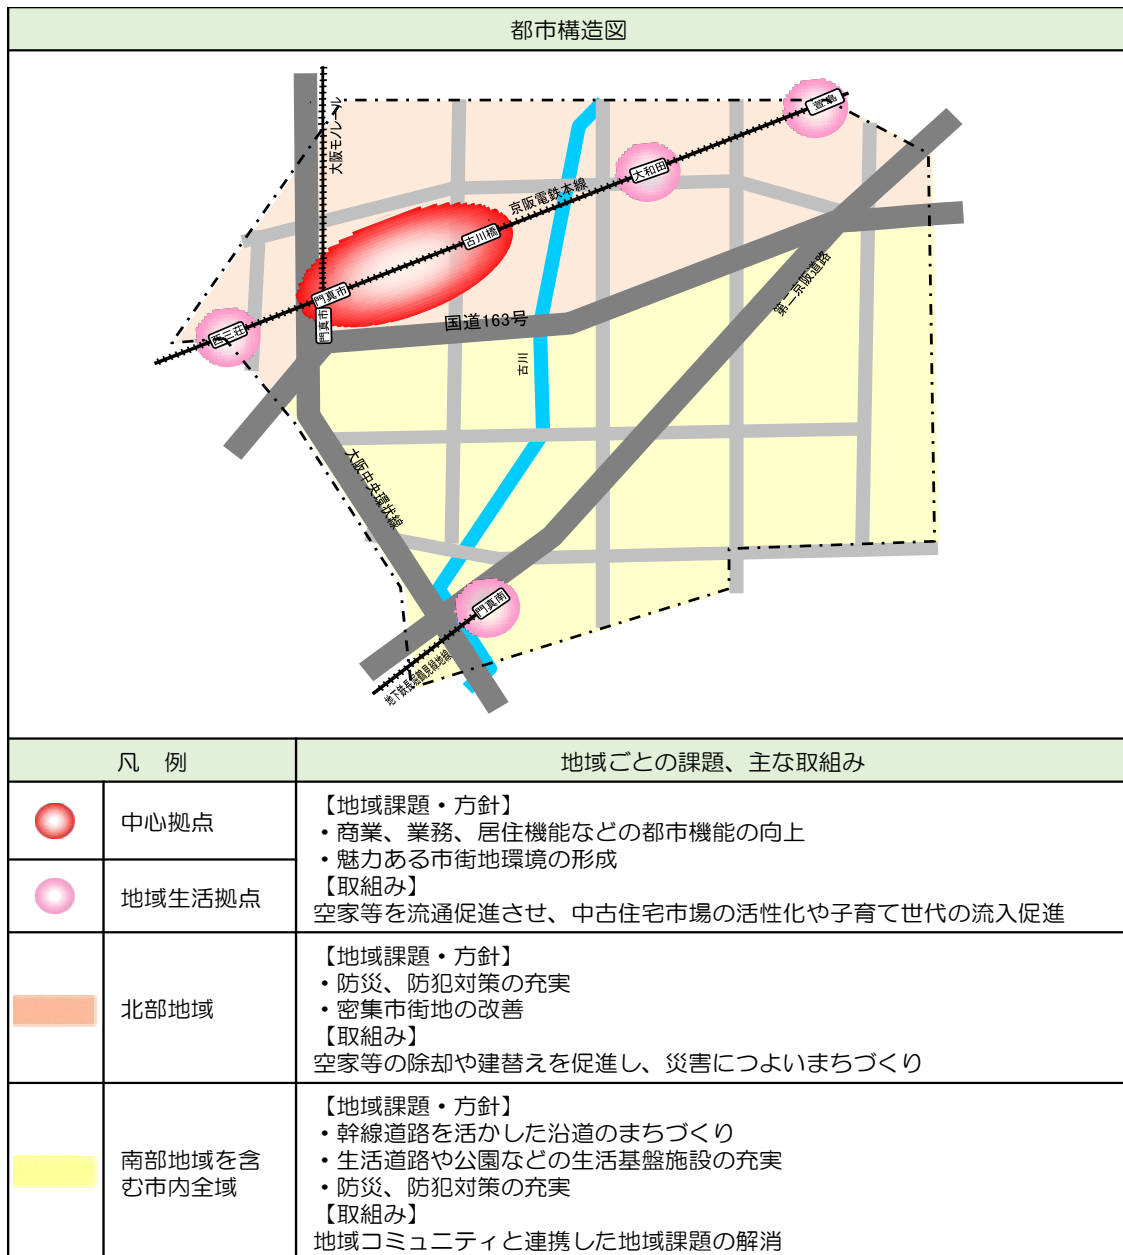 都市構造図
大阪モノレール
萱島
大和田
京阪電鉄本線
古川橋
門真市
門真市
西三荘
国道163号
第二京阪道路
古川
大阪中央環状線
門真南
地下鉄長堀鶴見緑地線
凡 例
地域ごとの課題、主な取組み
中心拠点
地域生活拠点
【地域課題・方針】
・商業、業務、居住機能などの都市機能の向上
・魅力ある市街地環境の形成
【取組み】
空家等を流通促進させ、中古住宅市場の活性化や子育て世代の流入促進
北部地域
【地域課題・方針】
・防災、防犯対策の充実
・密集市街地の改善
【取組み】
空家等の除却や建替えを促進し、災害につよいまちづくり
南部地域を含
む市内全域
【地域課題・方針】
・幹線道路を活かした沿道のまちづくり
・生活道路や公園などの生活基盤施設の充実
・防災、防犯対策の充実
【取組み】
地域コミュニティと連携した地域課題の解消